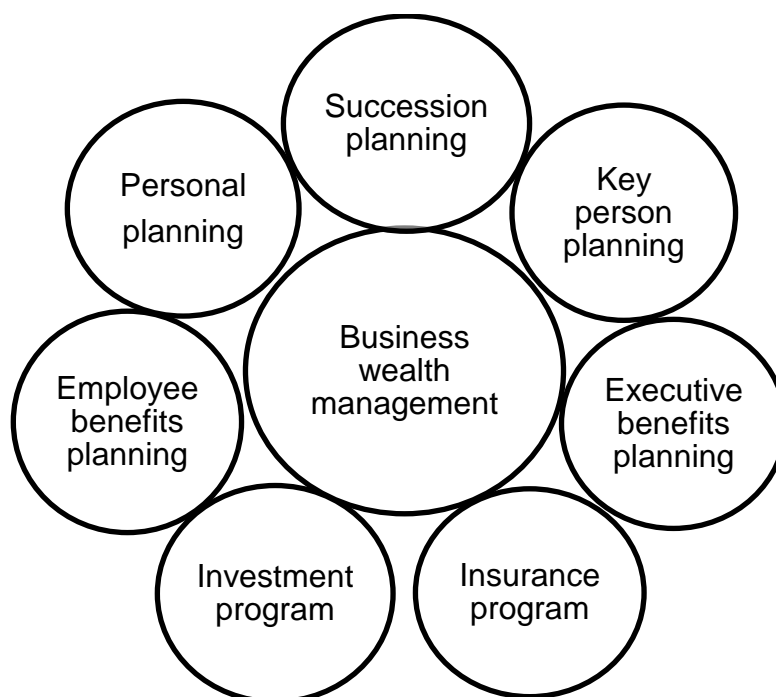 Succession
planning
Key
person
planning
Executive
benefits
planning
Insurance
program
Investment
program
Employee
benefits
planning
Personal
planning
Business
wealth
management